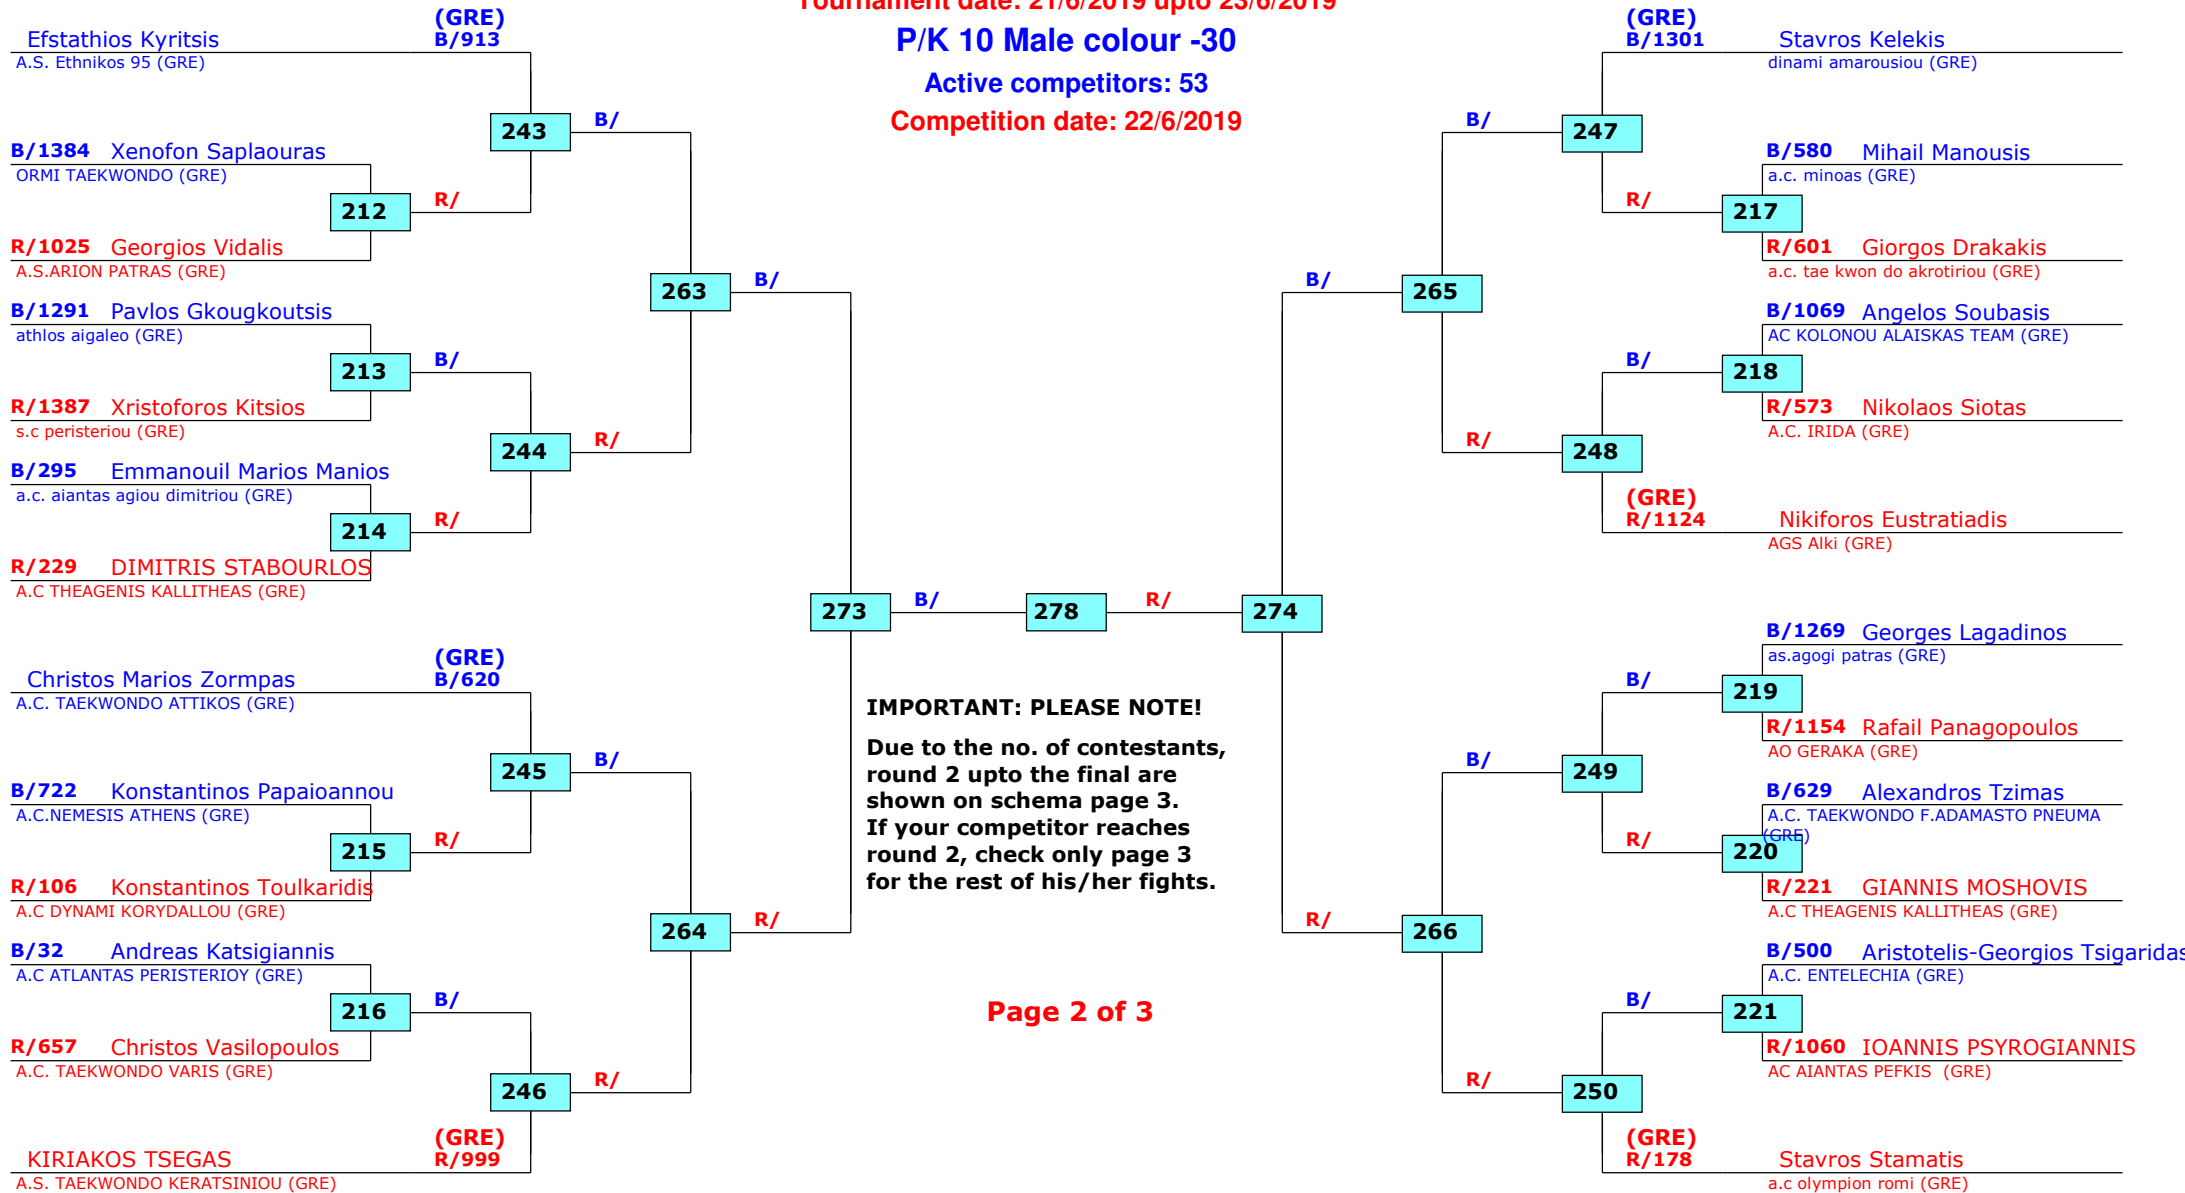 Tournament date: 21/6/2019 upto 23/6/2019
P/K 10 Male colour -30
Active competitors: 53
Competition date: 22/6/2019
(GRE)
Efstathios Kyritsis B/913
A.S. Ethnikos 95 (GRE)
243
B/
B/1384 Xenofon Saplaouras
ORMI TAEKWONDO (GRE)
212
R/
R/1025 Georgios Vidalis
A.S.ARION PATRAS (GRE)
263
B/
B/1291 Pavlos Gkougkoutsis
athlos aigaleo (GRE)
213
B/
R/1387 Xristoforos Kitsios
s.c peristeriou (GRE)
244
R/
B/295 Emmanouil Marios Manios
a.c. aiantas agiou dimitriou (GRE)
214
R/
R/229 DIMITRIS STABOURLOS
A.C THEAGENIS KALLITHEAS (GRE)
273
B/
278
R/
274
(GRE)
Christos Marios Zormpas B/620
A.C. TAEKWONDO ATTIKOS (GRE)
245
B/
B/722 Konstantinos Papaioannou
A.C.NEMESIS ATHENS (GRE)
215
R/
R/106 Konstantinos Toulkaridis
A.C DYNAMI KORYDALLOU (GRE)
264
R/
B/32 Andreas Katsigiannis
A.C ATLANTAS PERISTERIOY (GRE)
216
B/
R/657 Christos Vasilopoulos
A.C. TAEKWONDO VARIS (GRE)
246
R/
(GRE)
KIRIAKOS TSEGAS R/999
A.S. TAEKWONDO KERATSINIOU (GRE)
IMPORTANT: PLEASE NOTE!
Due to the no. of contestants,
round 2 upto the final are
shown on schema page 3.
If your competitor reaches
round 2, check only page 3
for the rest of his/her fights.
Page 2 of 3
(GRE)
B/1301 Stavros Kelekis
dinami amarousiou (GRE)
B/
247
B/580 Mihail Manousis
a.c. minoas (GRE)
R/
217
R/601 Giorgos Drakakis
a.c. tae kwon do akrotiriou (GRE)
B/
265
B/1069 Angelos Soubasis
AC KOLONOU ALAISKAS TEAM (GRE)
B/
218
R/573 Nikolaos Siotas
A.C. IRIDA (GRE)
R/
248
(GRE)
R/1124 Nikiforos Eustratiadis
AGS Alki (GRE)
B/1269 Georges Lagadinos
as.agogi patras (GRE)
B/
219
R/1154 Rafail Panagopoulos
AO GERAKA (GRE)
B/
249
B/629 Alexandros Tzimas
A.C. TAEKWONDO F.ADAMASTO PNEUMA
(GRE)
R/
220
R/221 GIANNIS MOSHOVIS
A.C THEAGENIS KALLITHEAS (GRE)
R/
266
B/500 Aristotelis-Georgios Tsigaridas
A.C. ENTELECHIA (GRE)
B/
221
R/1060 IOANNIS PSYROGIANNIS
AC AIANTAS PEFKIS (GRE)
R/
250
(GRE)
R/178 Stavros Stamatis
a.c olympion romi (GRE)